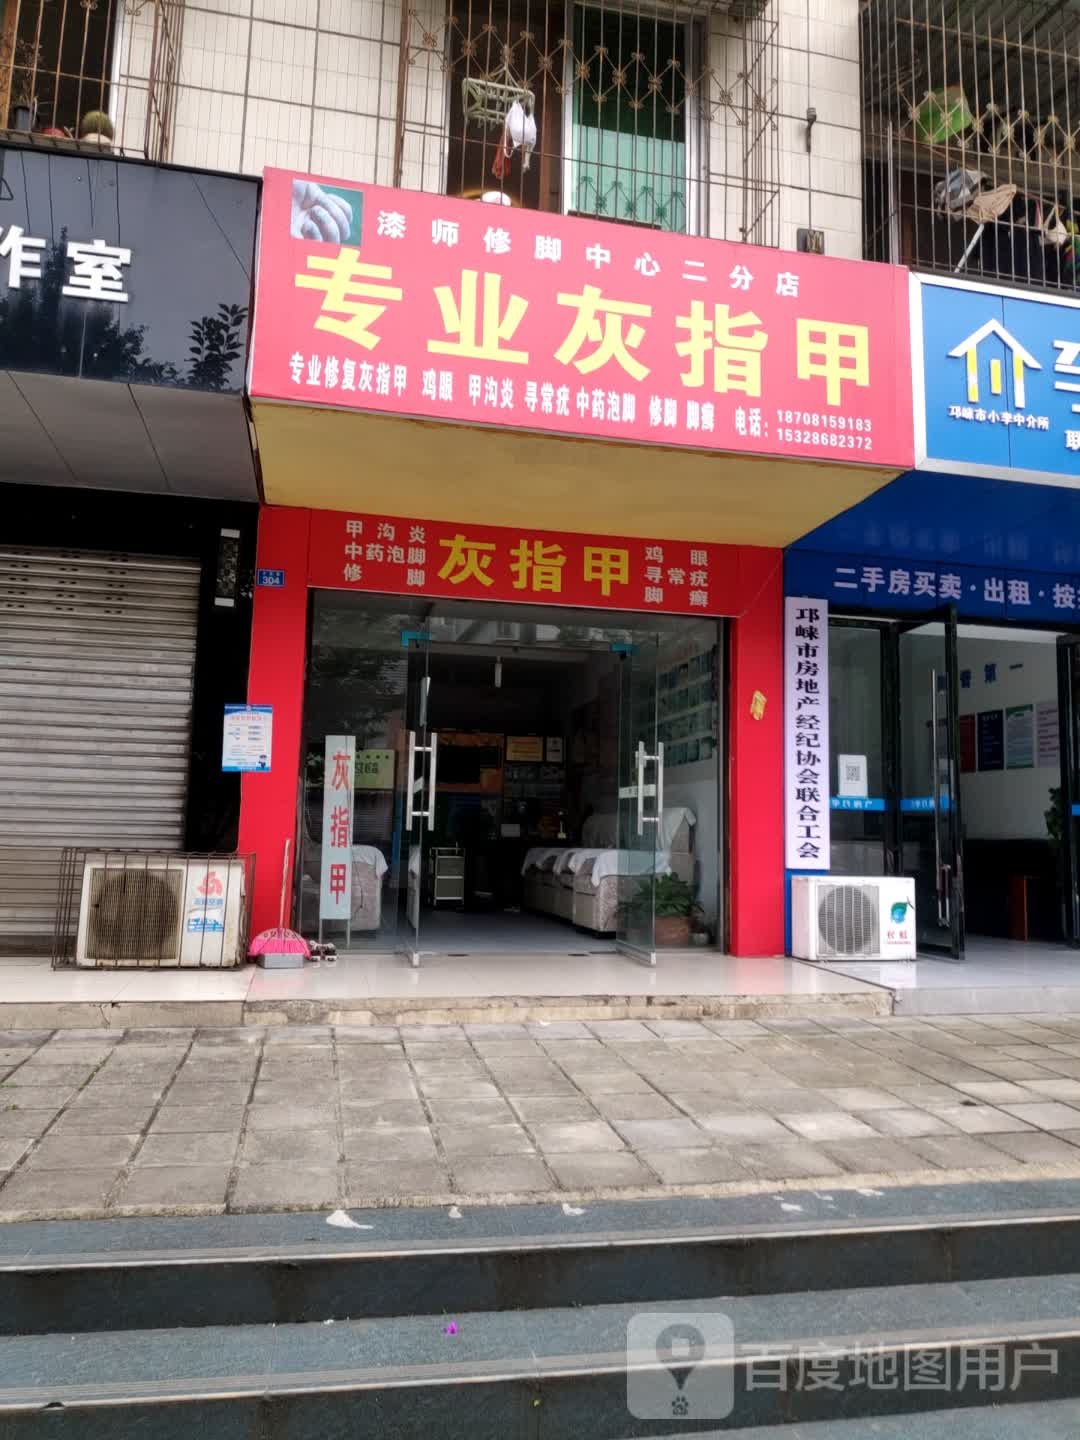 作室
漆师修脚中心二分店
专业灰指甲
专业修复灰指甲 鸡眼 甲沟炎 寻常疣 中药泡脚 修脚 脚癣 电话：18708159183
15328682372
邛崃市小李中介所
联
二手房买卖·出租·按
甲沟炎
中药泡脚
修脚
灰指甲
鸡眼
寻常疣
脚癣
304
灰指甲
邛崃市房地产经纪协会联合工会
第一
长虹
百度地图用户